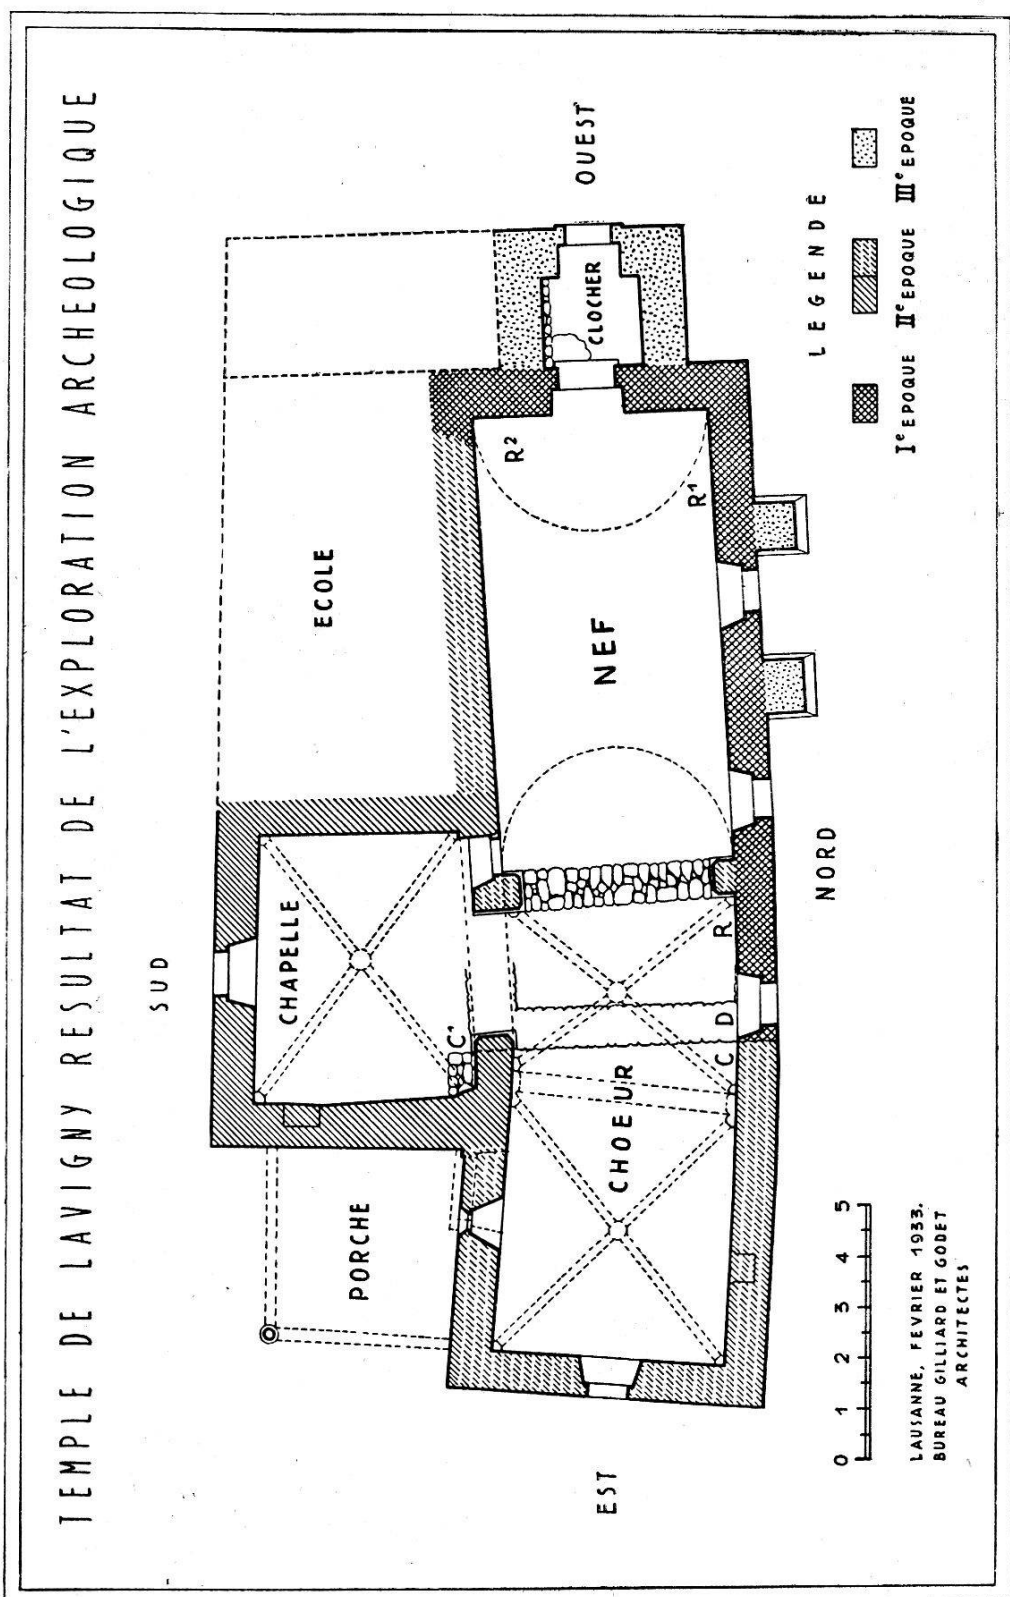 TEMPLE DE LAVIGNY RESULTAT DE L'EXPLORATION ARCHEOLOGIQUE
SUD
OUEST
CLOCHER
ECOLE
R²
R¹
NEF
CHAPELLE
C¹
R
D
C
CHOEUR
PORCHE
NORD
EST
LEGENDE
Iᵉ EPOQUE IIᵉ EPOQUE IIIᵉ EPOQUE
0 1 2 3 4 5
LAUSANNE, FEVRIER 1933.
BUREAU GILLIARD ET GODET
ARCHITECTES